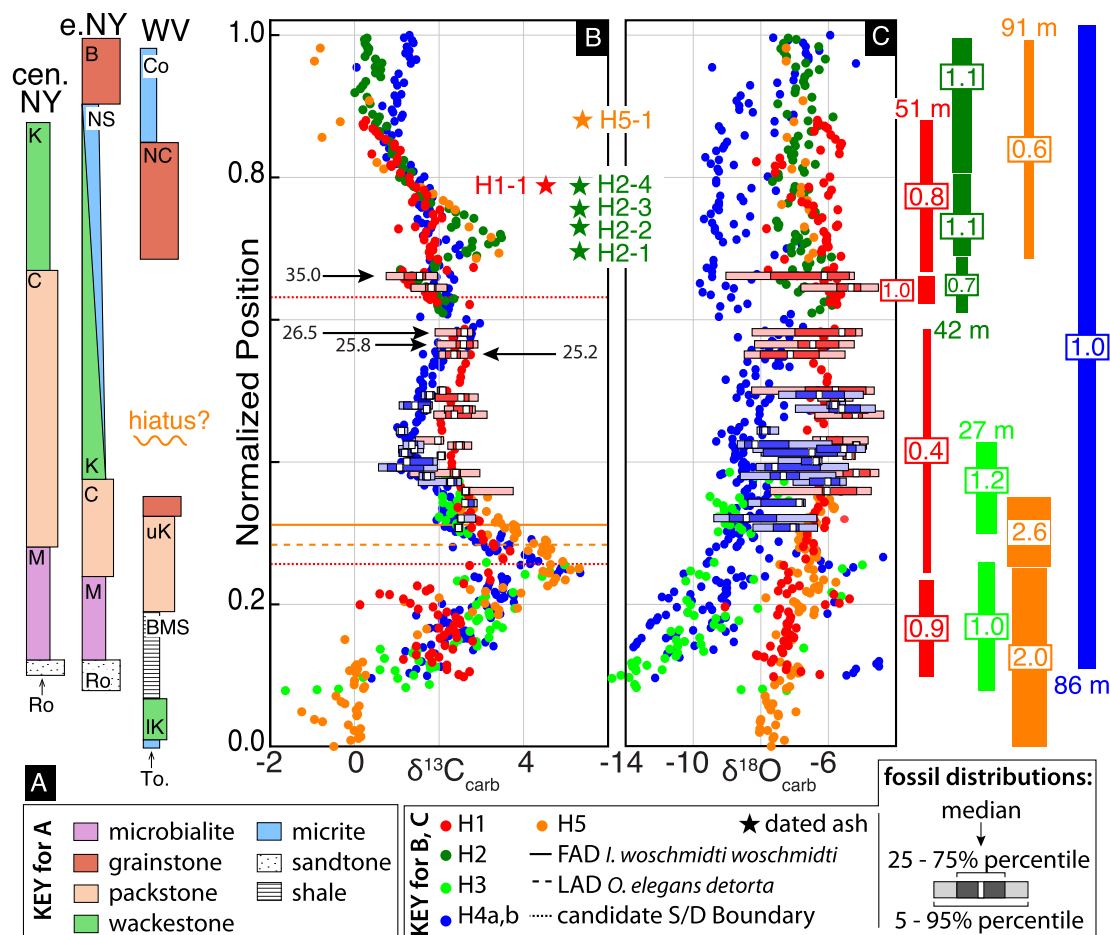 e.NY
WV
cen.
NY
B
Co
NS
K
NC
C
hiatus?
K
C
M
uK
M
BMS
Ro
Ro
lK
To.
A
Normalized Position
1.0
0.8
0.2
0.0
B
H5-1
H1-1
H2-4
H2-3
H2-2
H2-1
35.0
26.5
25.8
25.2
-2
0
4
δ13Ccarb
C
-14
-10
-6
δ18Ocarb
91 m
51 m
1.1
0.6
0.8
1.1
1.0
0.7
42 m
1.0
27 m
0.4
1.2
2.6
0.9
1.0
2.0
86 m
KEY for A
microbialite
grainstone
packstone
wackestone
micrite
sandtone
shale
KEY for B, C
H1
H2
H3
H4a,b
H5
dated ash
FAD I. woschmidti woschmidti
LAD O. elegans detorta
candidate S/D Boundary
fossil distributions:
median
25 - 75% percentile
5 - 95% percentile